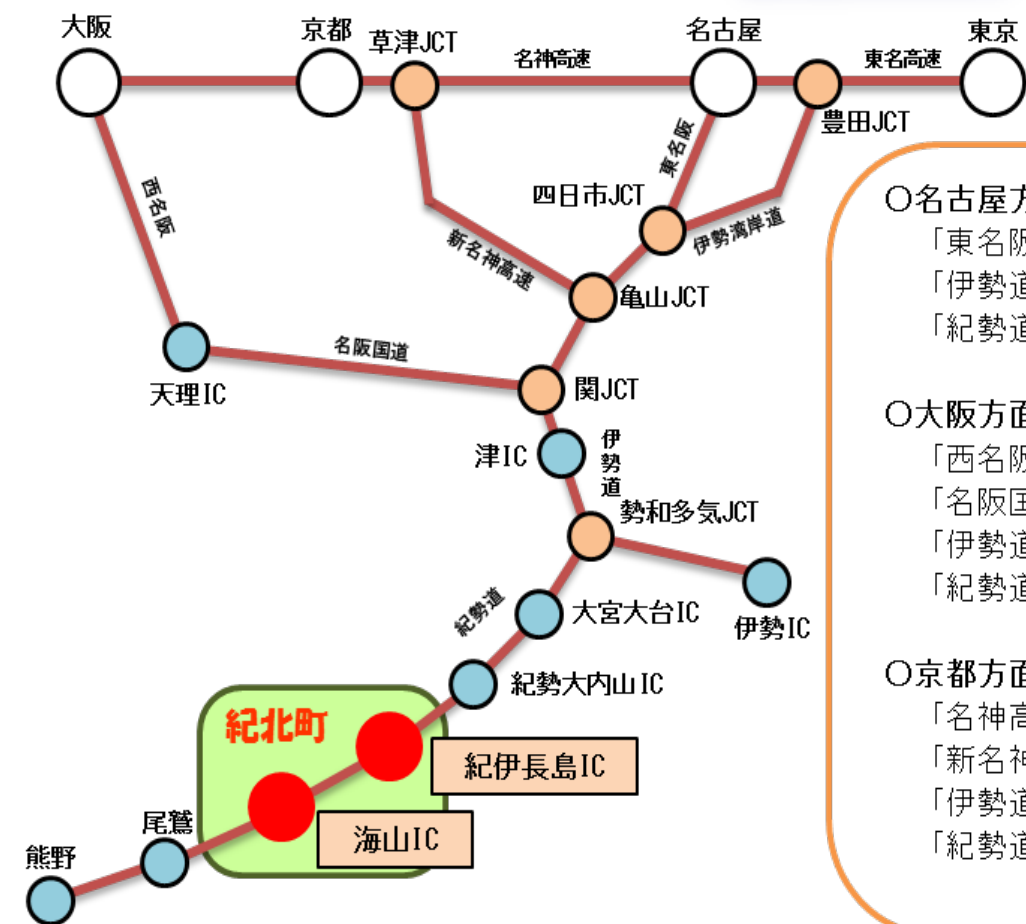 大阪
京都
草津JCT
名神高速
名古屋
東名高速
東京
豊田JCT
西名阪
東名阪
四日市JCT
伊勢湾岸道
新名神高速
亀山JCT
名阪国道
天理IC
関JCT
津IC
伊勢道
勢和多気JCT
紀勢道
大宮大台IC
伊勢IC
紀勢大内山IC
紀北町
紀伊長島IC
海山IC
尾鷲
熊野
〇名古屋方
「東名阪
「伊勢道
「紀勢道
〇大阪方面
「西名阪
「名阪国
「伊勢道
「紀勢道
〇京都方面
「名神高
「新名神
「伊勢道
「紀勢道